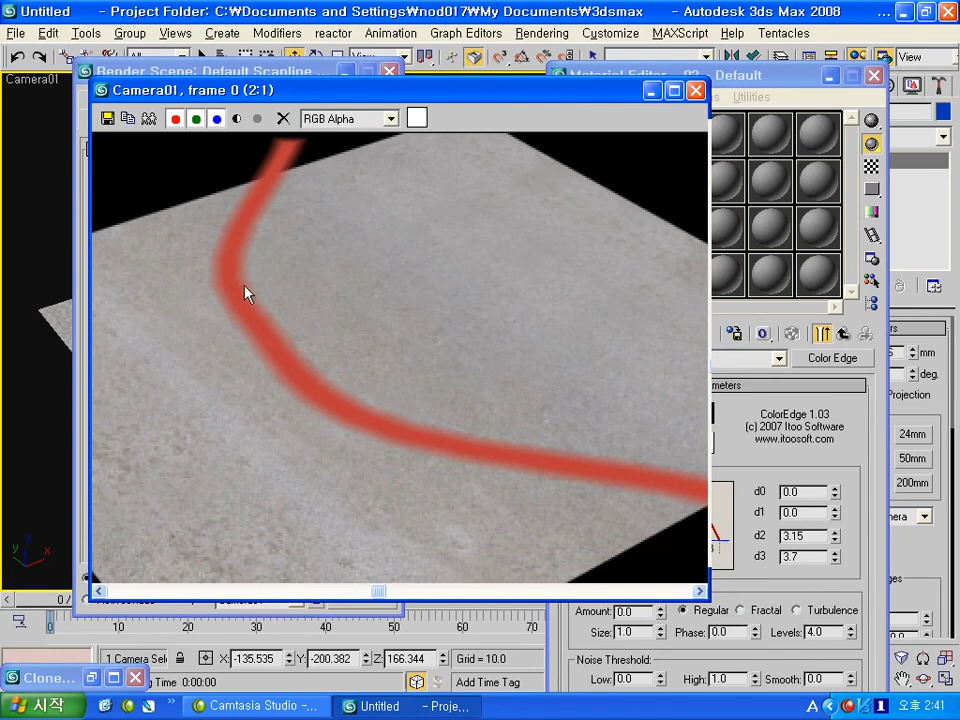 Untitled - Project Folder: C:₩Documents and Settings₩nod017₩My Documents₩3dsmax - Autodesk 3ds Max 2008 ...
File Edit Tools Group Views Create Modifiers reactor Animation Graph Editors Rendering Customize MAXScript Help Tentacles
All View View
Camera01
Render Scene: Default Scanline ...
Material Editor - 02 - Default
Utilities
Camera01, frame 0 (2:1)
RGB Alpha
mm
deg.
Projection
24mm
50mm
200mm
Color Edge
ColorEdge 1.03
(c) 2007 Itoo Software
www.itoosoft.com
d0 0.0
d1 0.0
d2 3.15
d3 3.7
Amount: 0.0 Regular Fractal Turbulence
Size: 1.0 Phase: 0.0 Levels: 4.0
Noise Threshold:
Low: 0.0 High: 1.0 Smooth: 0.0
y z x
0 /
0 10 20 30 40 50 60 70
1 Camera Sel X: -135.535 Y: -200.382 Z: 166.344 Grid = 10.0
Clone...
Time 0:00:00 Add Time Tag
시작 Camtasia Studio -... Untitled - Proje... A 오후 2:41